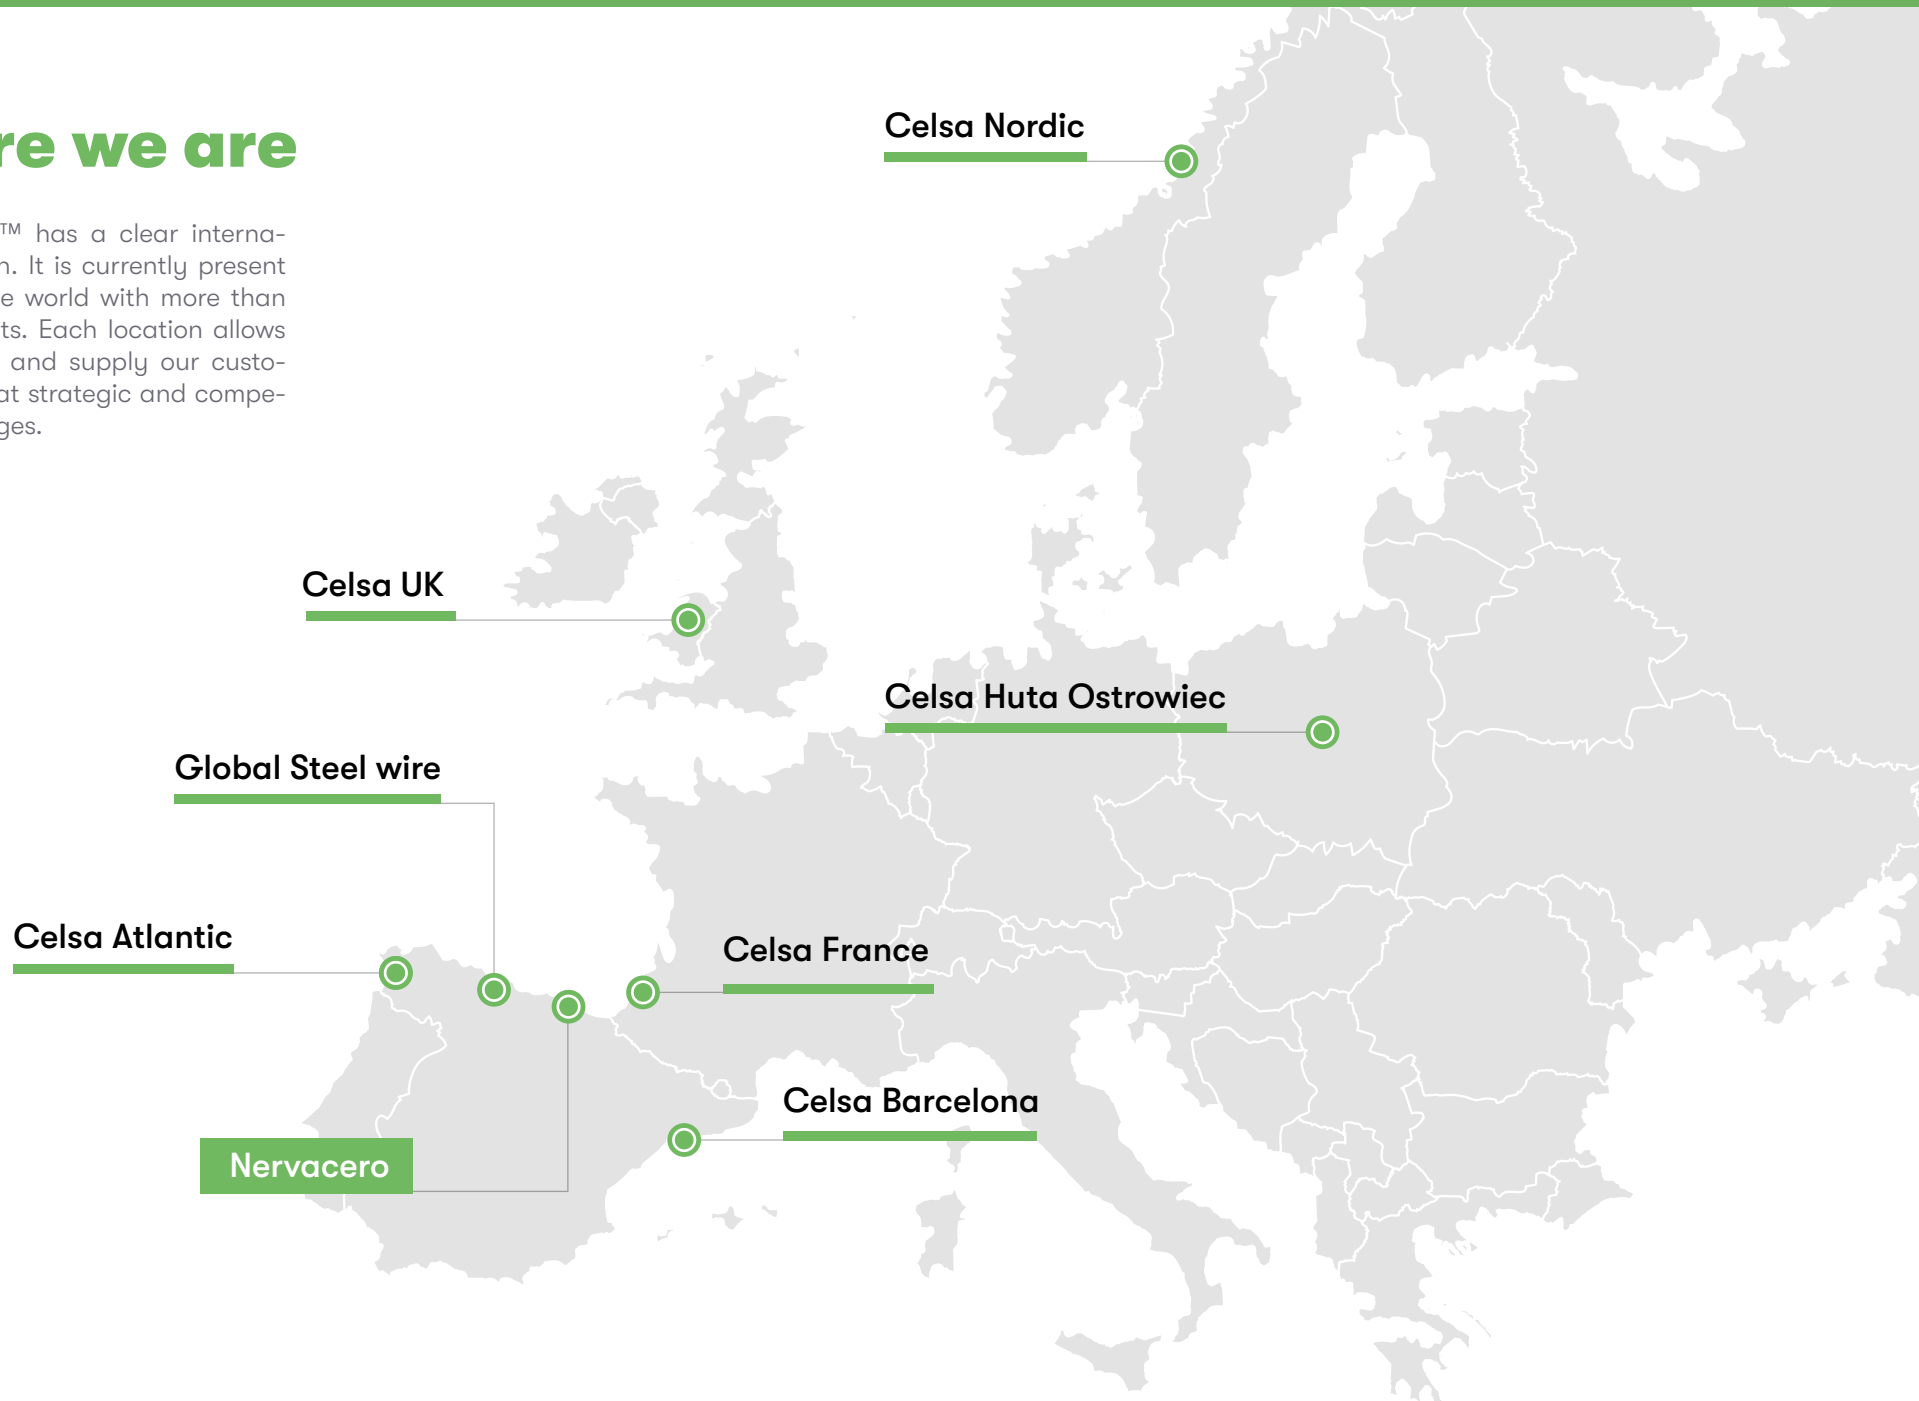 re we are
™ has a clear interna-
n. It is currently present
e world with more than
ts. Each location allows
and supply our custo-
at strategic and compe-
ges.
Celsa Nordic
Celsa UK
Celsa Huta Ostrowiec
Global Steel wire
Celsa Atlantic
Celsa France
Celsa Barcelona
Nervacero